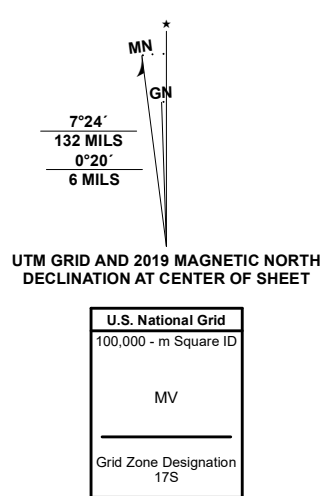 ★
MN
GN
7°24´
132 MILS
0°20´
6 MILS
UTM GRID AND 2019 MAGNETIC NORTH
DECLINATION AT CENTER OF SHEET
U.S. National Grid
100,000 - m Square ID
MV
Grid Zone Designation
17S